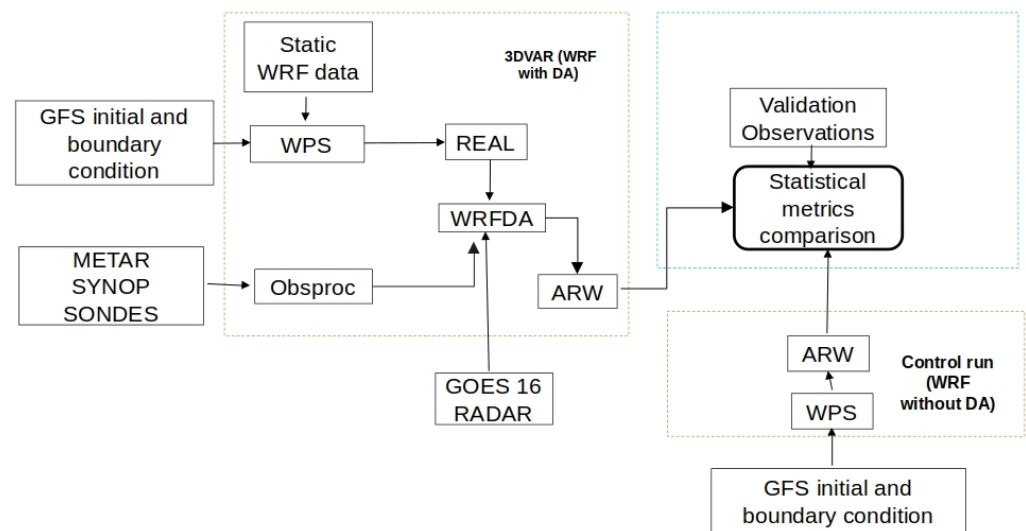 Static
WRF data
3DVAR (WRF
with DA)
GFS initial and
boundary
condition
WPS
REAL
WRFDA
METAR
SYNOP
SONDES
Obsproc
ARW
GOES 16
RADAR
Validation
Observations
Statistical
metrics
comparison
ARW
Control run
(WRF
without DA)
WPS
GFS initial and
boundary condition